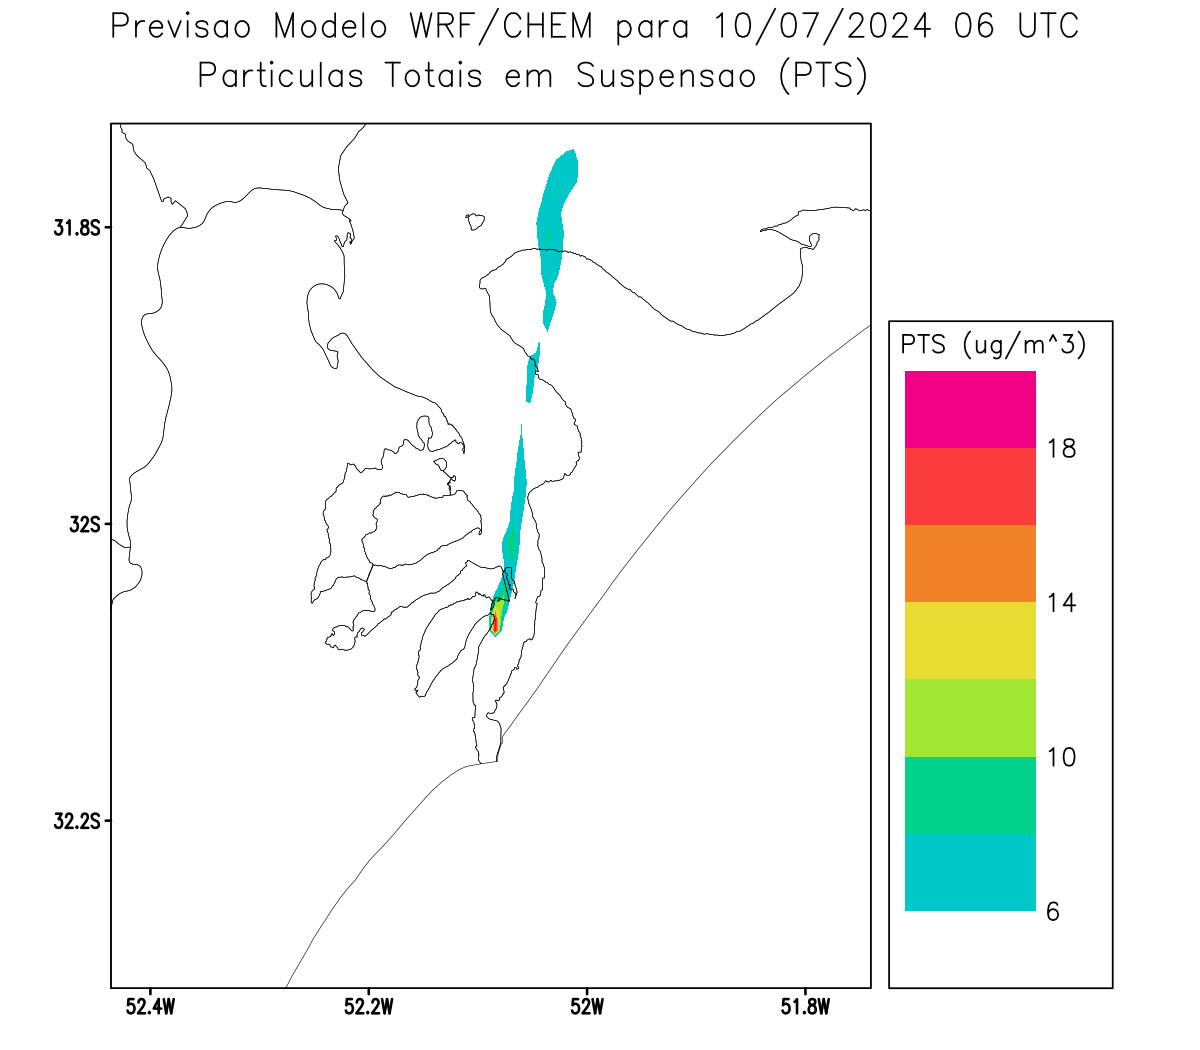 Previsao Modelo WRF/CHEM para 10/07/2024 06 UTC
Particulas Totais em Suspensao (PTS)
31.8S
32S
32.2S
52.4W
52.2W
52W
51.8W
PTS (ug/m^3)
18
14
10
6